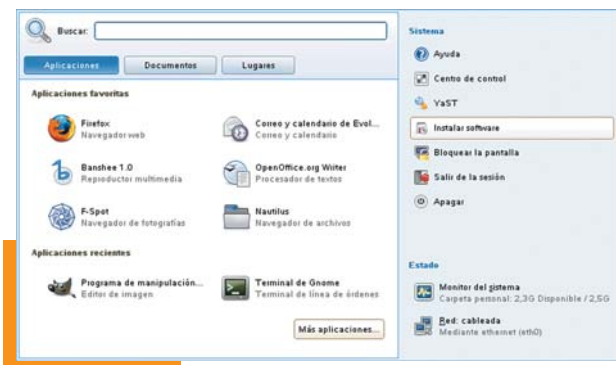 Buscar:
Aplicaciones
Documentos
Lugares
Aplicaciones favoritas
Firefox
Navegador web
Correo y calendario de Evol...
Correo y calendario
Banshee 1.0
Reproductor multimedia
OpenOffice.org Writer
Procesador de textos
F-Spot
Navegador de fotografías
Nautilus
Navegador de archivos
Aplicaciones recientes
Programa de manipulación...
Editor de imagen
Terminal de Gnome
Terminal de línea de órdenes
Más aplicaciones...
Sistema
Ayuda
Centro de control
YaST
Instalar software
Bloquear la pantalla
Salir de la sesión
Apagar
Estado
Monitor del sistema
Carpeta personal: 2,3G Disponible / 2,5G
Red: cableada
Mediante ethernet (eth0)